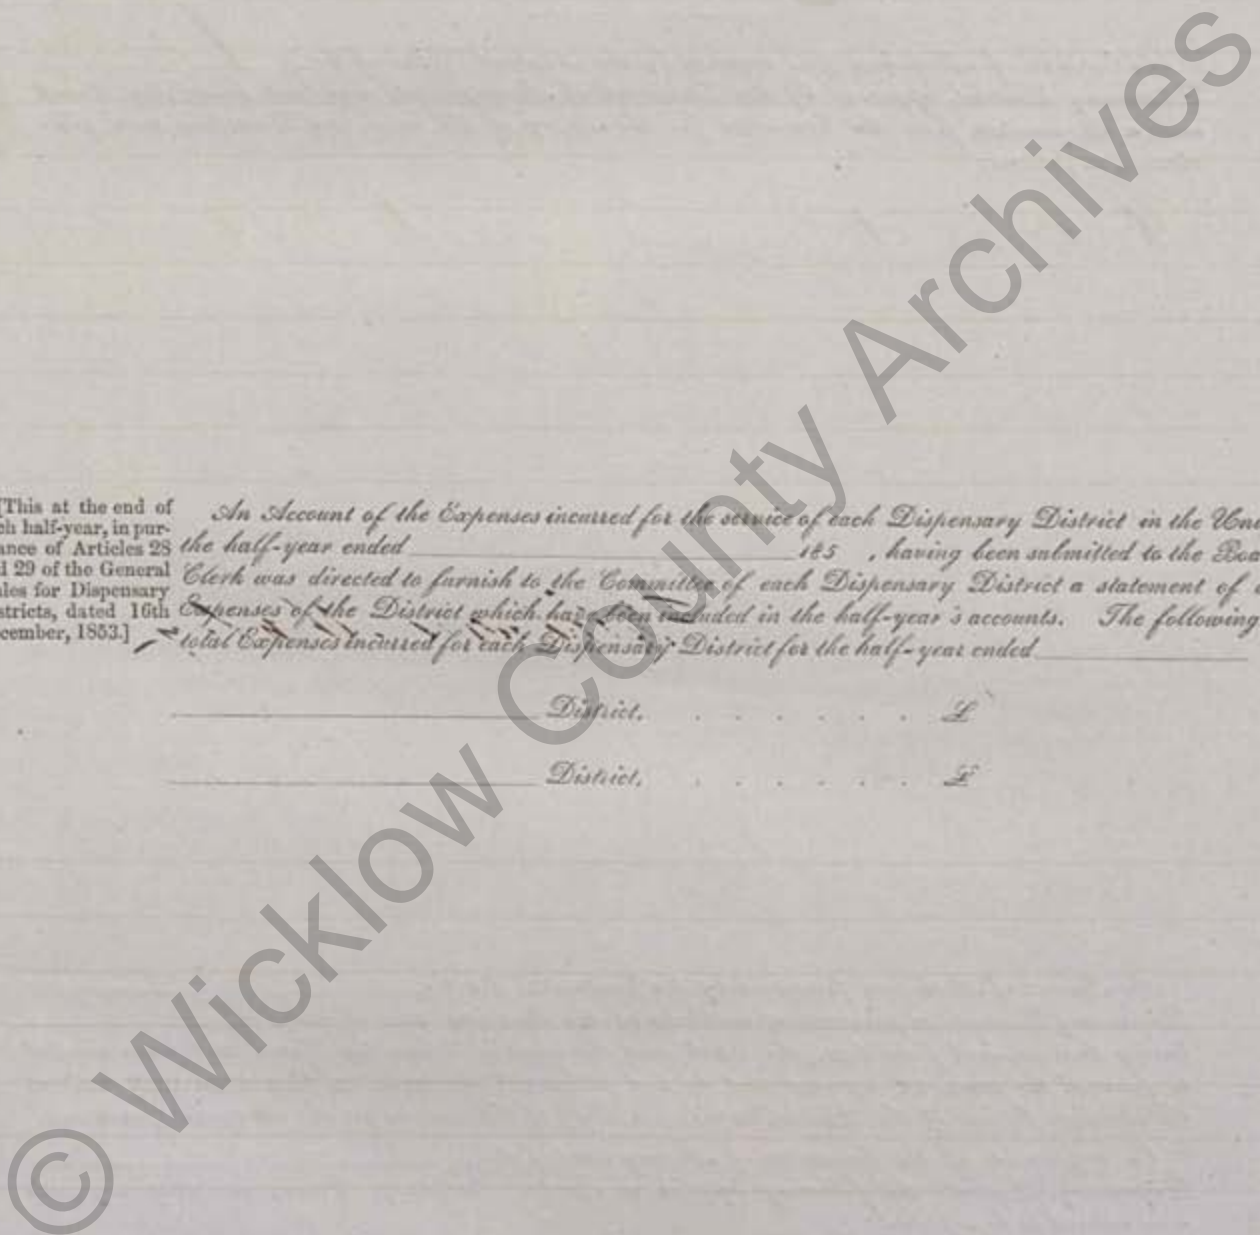 [This at the end of
ch half-year, in pur-
ance of Articles 28
d 29 of the General
ules for Dispensary
stricts, dated 16th
cember, 1853.]
An Account of the Expenses incurred for the service of each Dispensary District in the Uni
the half-year ended 185 , having been submitted to the Boa
Clerk was directed to furnish to the Committee of each Dispensary District a statement of
Expenses of the District which had been included in the half-year's accounts. The following
total Expenses incurred for each Dispensary District for the half-year ended
District, . . . . . . £
District, . . . . . . £
© Wicklow County Archives